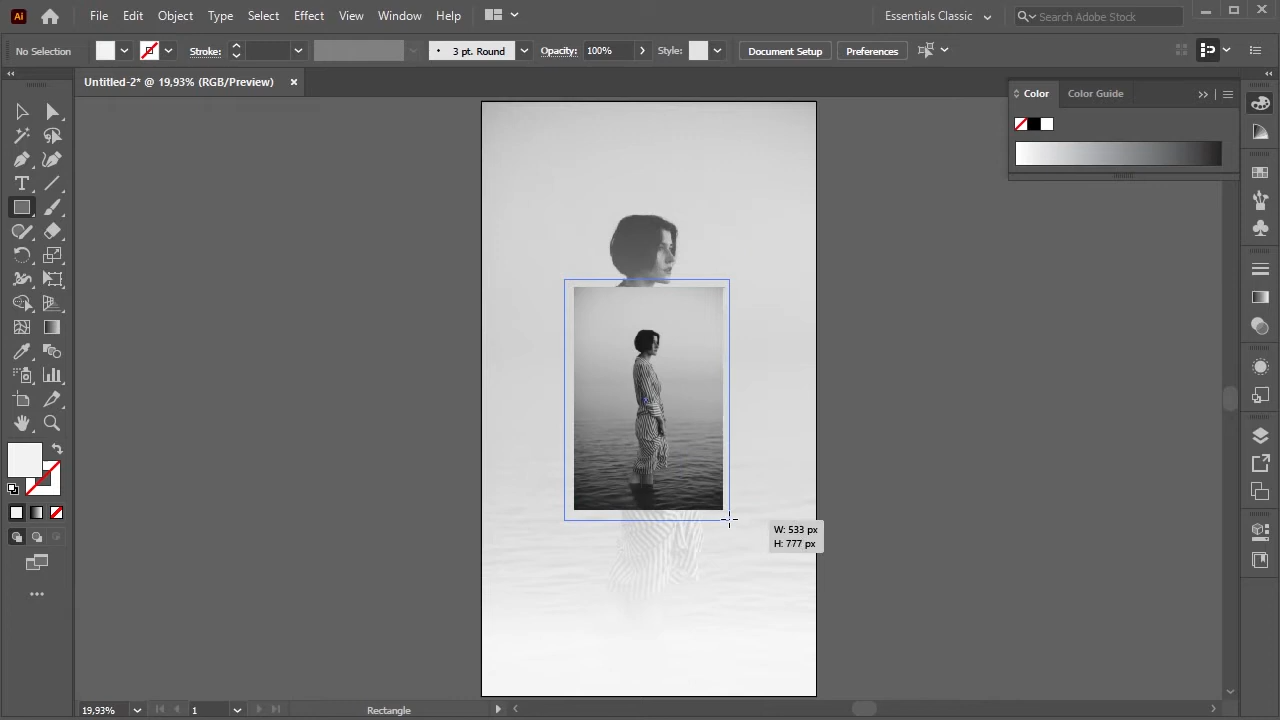 Ai File Edit Object Type Select Effect View Window Help Essentials Classic Search Adobe Stock
No Selection Stroke: 3 pt. Round Opacity: 100% Style: Document Setup Preferences
Untitled-2* @ 19,93% (RGB/Preview) ×
Color Color Guide
W: 533 px
H: 777 px
19,93% 1 Rectangle